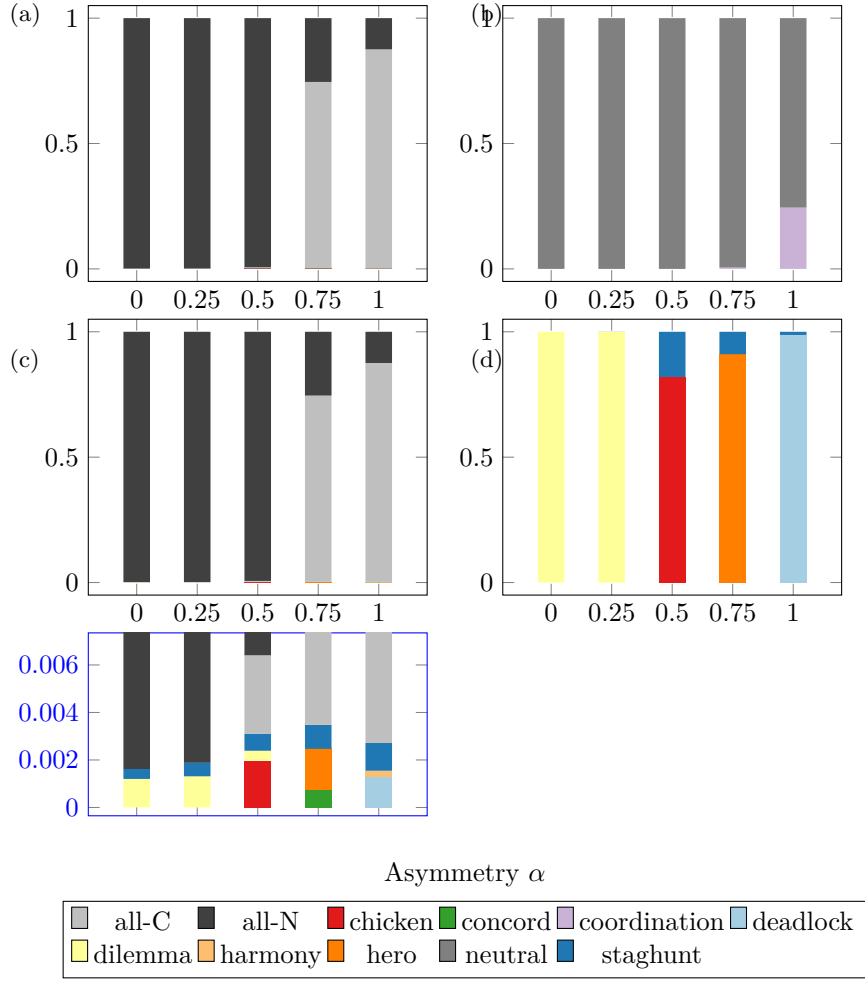 (a)
1
0.5
0
0 0.25 0.5 0.75 1
(b)
1
0.5
0
0 0.25 0.5 0.75 1
(c)
1
0.5
0
0 0.25 0.5 0.75 1
(d)
1
0.5
0
0 0.25 0.5 0.75 1
0.006
0.004
0.002
0
Asymmetry α
all-C all-N chicken concord coordination deadlock
dilemma harmony hero neutral staghunt